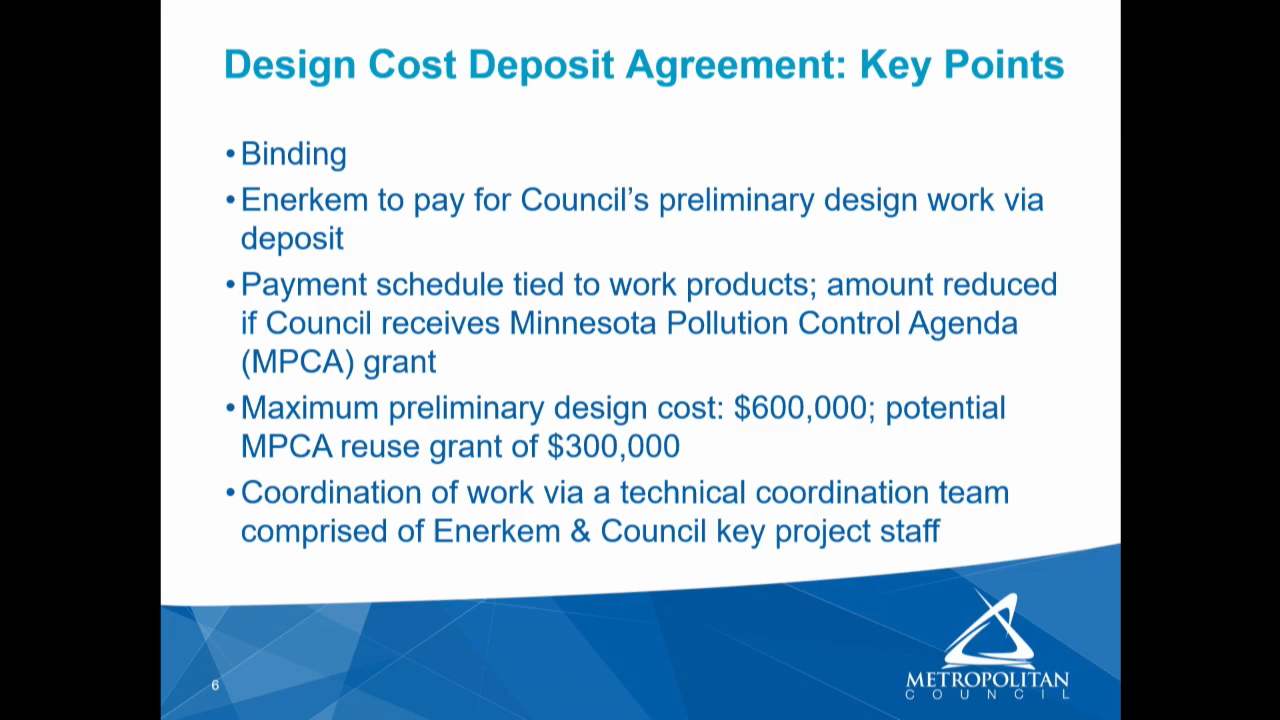 Design Cost Deposit Agreement: Key Points
•Binding
•Enerkem to pay for Council’s preliminary design work via
deposit
•Payment schedule tied to work products; amount reduced
if Council receives Minnesota Pollution Control Agenda
(MPCA) grant
•Maximum preliminary design cost: $600,000; potential
MPCA reuse grant of $300,000
•Coordination of work via a technical coordination team
comprised of Enerkem & Council key project staff
6
METROPOLITAN
COUNCIL